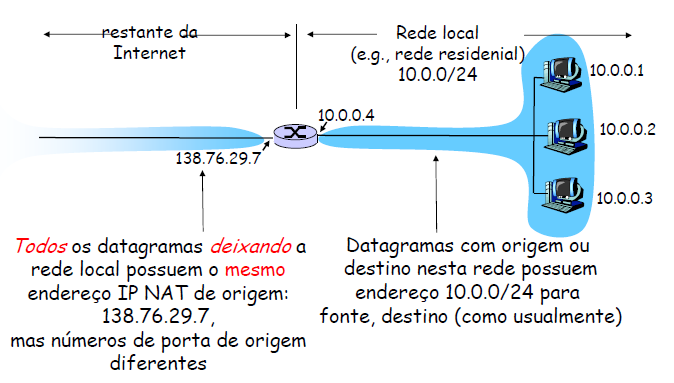 restante da
Internet
Rede local
(e.g., rede residenial)
10.0.0/24
10.0.0.1
10.0.0.4
10.0.0.2
138.76.29.7
10.0.0.3
Todos os datagramas deixando a
rede local possuem o mesmo
endereço IP NAT de origem:
138.76.29.7,
mas números de porta de origem
diferentes
Datagramas com origem ou
destino nesta rede possuem
endereço 10.0.0/24 para
fonte, destino (como usualmente)